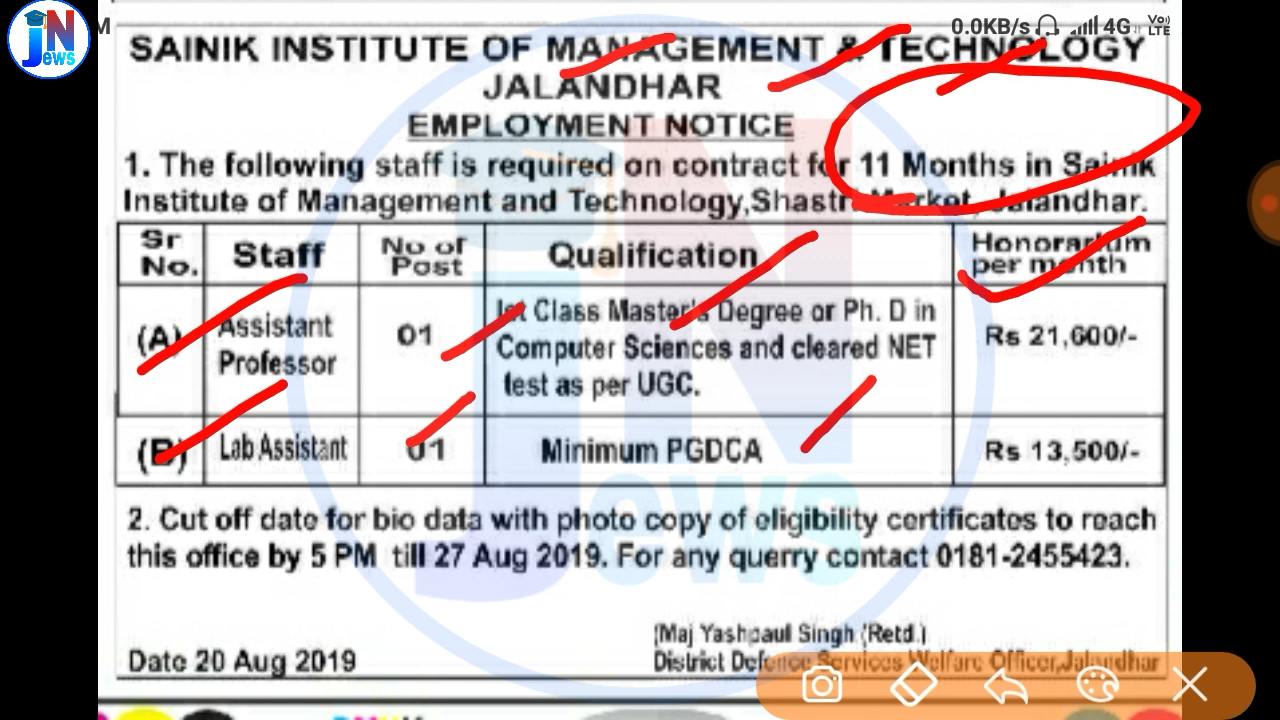 JN
Jews
M
0.0KB/s 4G Vo) LTE
SAINIK INSTITUTE OF MANAGEMENT & TECHNOLOGY
JALANDHAR
EMPLOYMENT NOTICE
1. The following staff is required on contract for 11 Months in Sainik
Institute of Management and Technology,Shastri Market, Jalandhar.
Sr No. Staff No of Post Qualification Honorarium per month
(A) Assistant Professor 01 Ist Class Master's Degree or Ph. D in Computer Sciences and cleared NET test as per UGC. Rs 21,600/-
(B) Lab Assistant 01 Minimum PGDCA Rs 13,500/-
2. Cut off date for bio data with photo copy of eligibility certificates to reach
this office by 5 PM till 27 Aug 2019. For any querry contact 0181-2455423.
(Maj Yashpaul Singh (Retd.)
Date 20 Aug 2019 District Defence Services Welfare Officer,Jalandhar